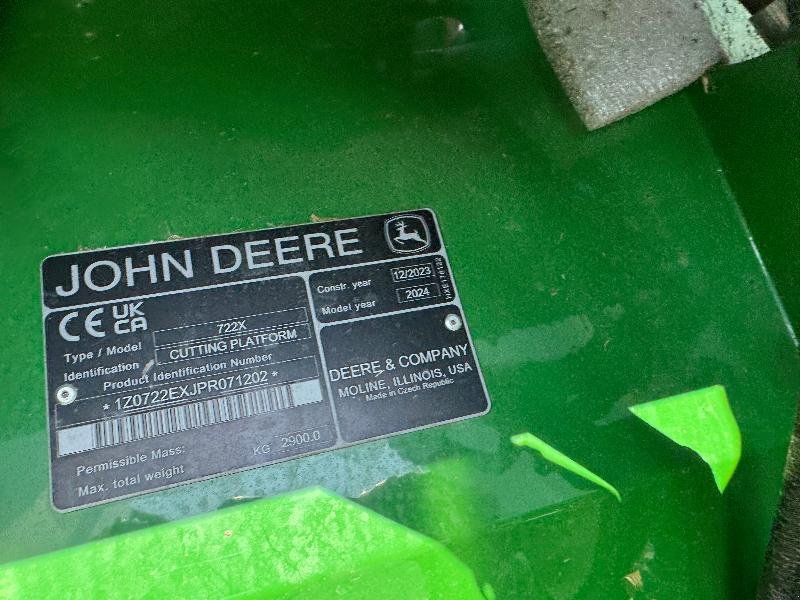 JOHN DEERE
CE UK CA
Type / Model 722X
Identification CUTTING PLATFORM
Product Identification Number
* 1Z0722EXJPR071202 *
Permissible Mass:
Max. total weight KG 2900.0
Constr. year 12/2023
Model year 2024
DEERE & COMPANY
MOLINE, ILLINOIS, USA
Made in Czech Republic